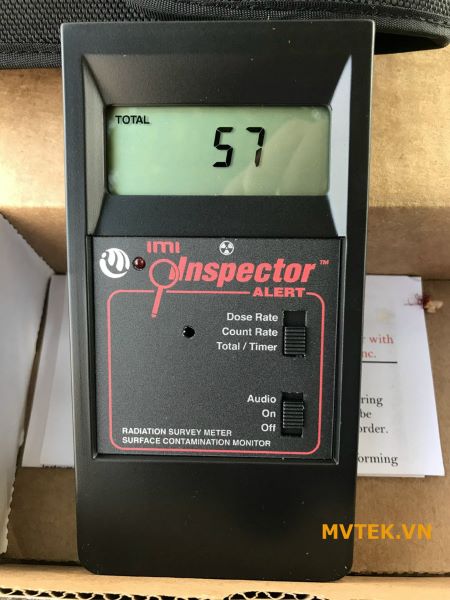 TOTAL
57
imi
Inspector™
ALERT
Dose Rate
Count Rate
Total / Timer
Audio
On
Off
RADIATION SURVEY METER
SURFACE CONTAMINATION MONITOR
with
nc.
ring
be
order.
forming
MVTEK.VN